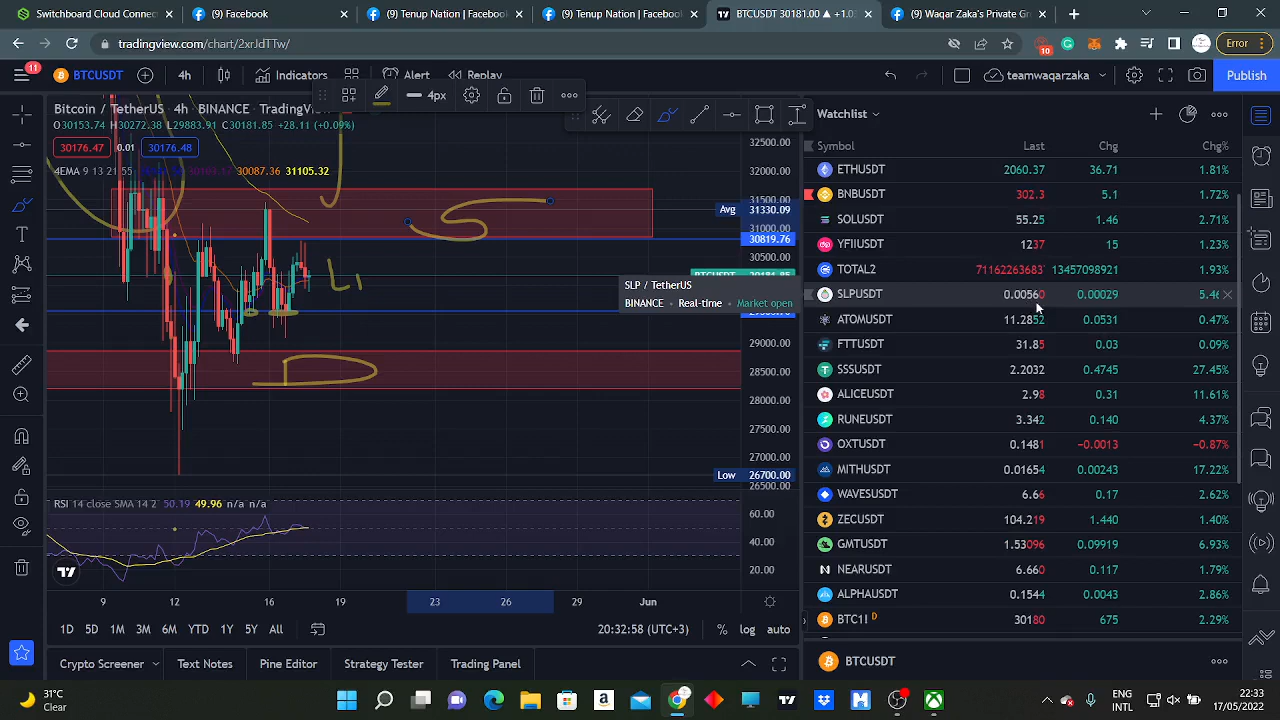 Softswitch Cloud Connect
(9) Facebook
(9) Tenup Nation | Facebook
(9) Tenup Nation | Facebook
BTCUSDT 30181.00 ▲ +1.0
(9) Waqar Zaka's Private Gr
tradingview.com/chart/2xrJdTTw/
10
Error
11
BTCUSDT
4h
Indicators
Alert
Replay
teamwaqarzaka
Publish
4px
Bitcoin / TetherUS · 4h · BINANCE · TradingVi
O30153.74 H30272.38 L29883.91 C30181.85 +28.11 (+0.09%)
30176.47
0.01
30176.48
4EMA 9 13 21 55
30087.36 31105.32
32500.00
32000.00
31500.00
Avg 31330.09
31000.00
30819.76
30500.00
29000.00
28500.00
28000.00
27500.00
27000.00
Low 26700.00
26500.00
S
D
SLP / TetherUS
BINANCE • Real-time • Market open
RSI 14 close SMA 14 2 50.19 49.96 n/a n/a
60.00
40.00
20.00
9 12 16 19 23 26 29 Jun
1D 5D 1M 3M 6M YTD 1Y 5Y All
20:32:58 (UTC+3)
% log auto
Crypto Screener
Text Notes
Pine Editor
Strategy Tester
Trading Panel
Watchlist
Symbol Last Chg Chg%
ETHUSDT 2060.37 36.71 1.81%
BNBUSDT 302.3 5.1 1.72%
SOLUSDT 55.25 1.46 2.71%
YFIIUSDT 1237 15 1.23%
TOTAL2 71162263683 13457098921 1.93%
SLPUSDT 0.00560 0.00029 5.4
ATOMUSDT 11.2852 0.0531 0.47%
FTTUSDT 31.85 0.03 0.09%
SSSUSDT 2.2032 0.4745 27.45%
ALICEUSDT 2.98 0.31 11.61%
RUNEUSDT 3.342 0.140 4.37%
OXTUSDT 0.1481 −0.0013 −0.87%
MITHUSDT 0.01654 0.00243 17.22%
WAVESUSDT 6.66 0.17 2.62%
ZECUSDT 104.219 1.440 1.40%
GMTUSDT 1.53096 0.09919 6.93%
NEARUSDT 6.660 0.117 1.79%
ALPHAUSDT 0.1544 0.0043 2.86%
BTC1! D 30180 675 2.29%
BTCUSDT
31°C
Clear
ENG
INTL
22:33
17/05/2022